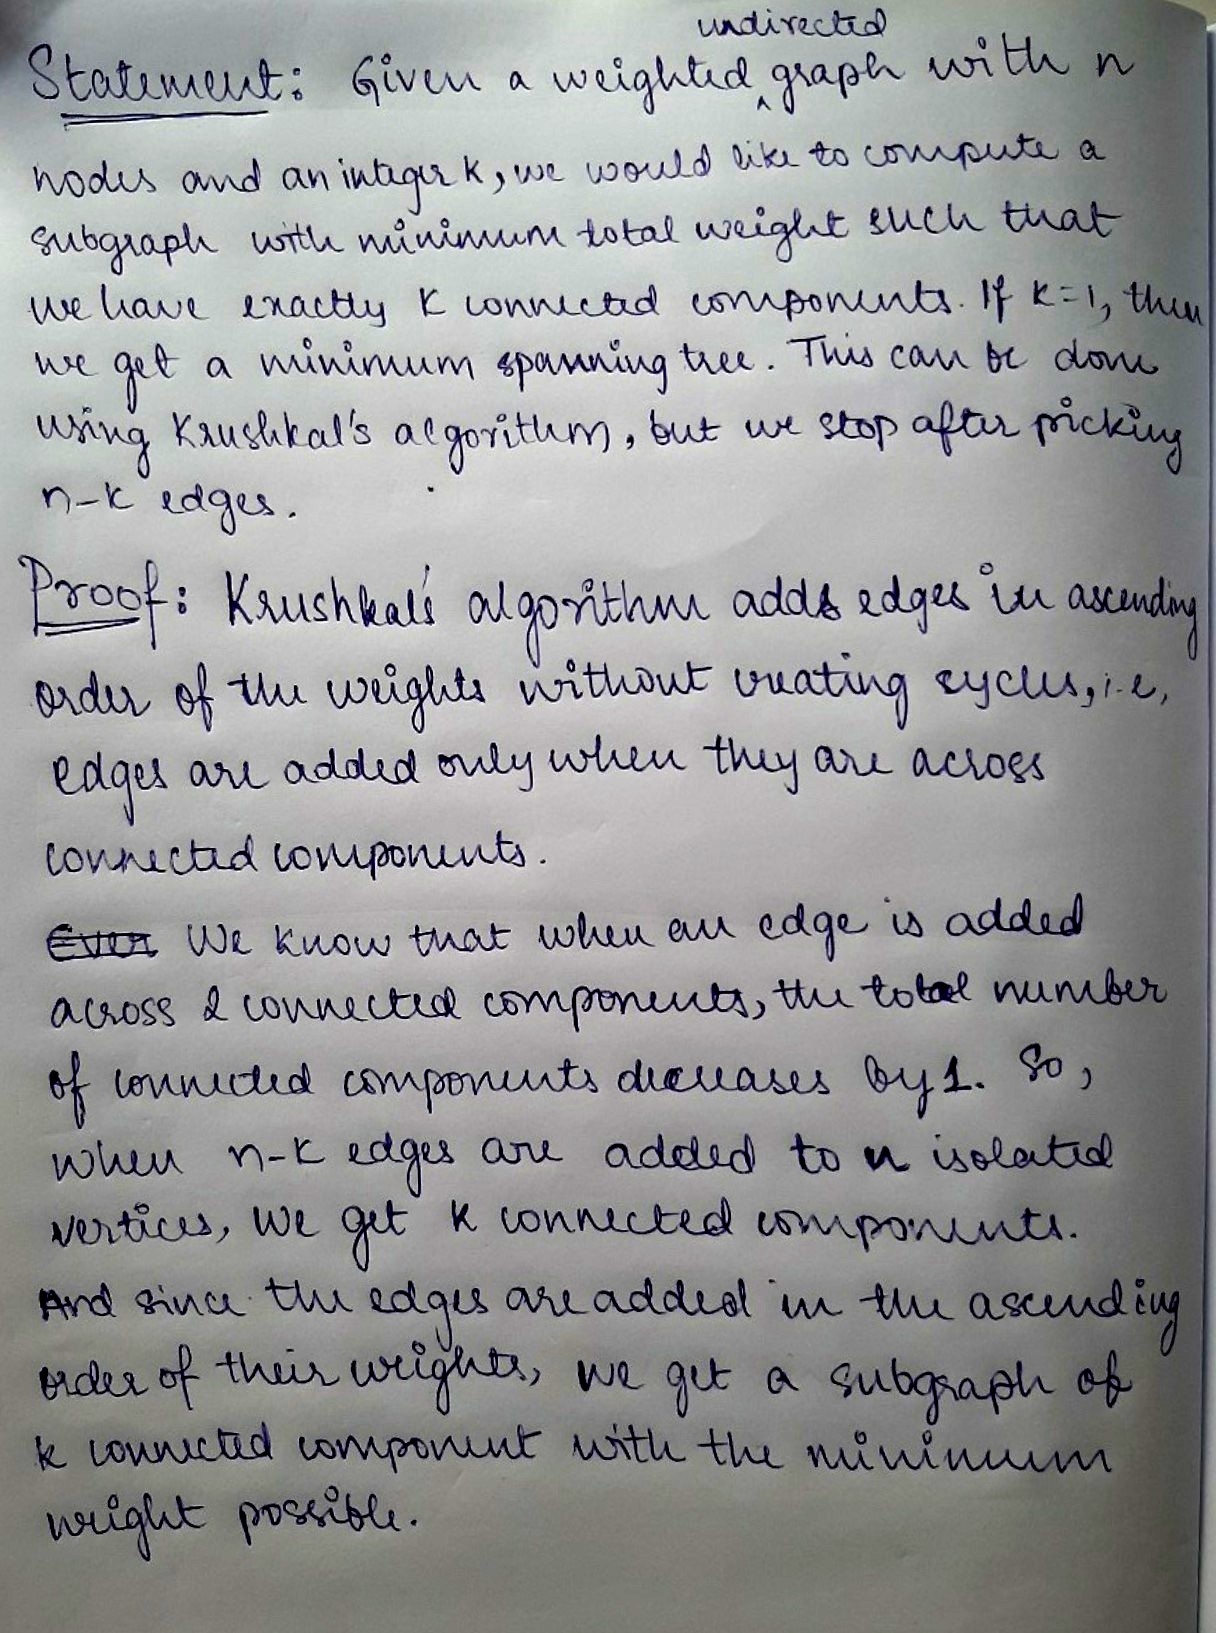 undirected
Statement: Given a weighted ^ graph with n
nodes and an integer k, we would like to compute a
subgraph with minimum total weight such that
we have exactly k connected components. If k=1, then
we get a minimum spanning tree. This can be done
using Krushkal's algorithm, but we stop after picking
n-k edges.
Proof: Krushkal's algorithm adds edges in ascending
order of the weights without creating cycles, i.e,
edges are added only when they are across
connected components.
Ever We know that when an edge is added
across 2 connected components, the total number
of connected components decreases by 1. So,
when n-k edges are added to n isolated
vertices, we get k connected components.
And since the edges are added in the ascending
order of their weights, we get a subgraph of
k connected component with the minimum
weight possible.